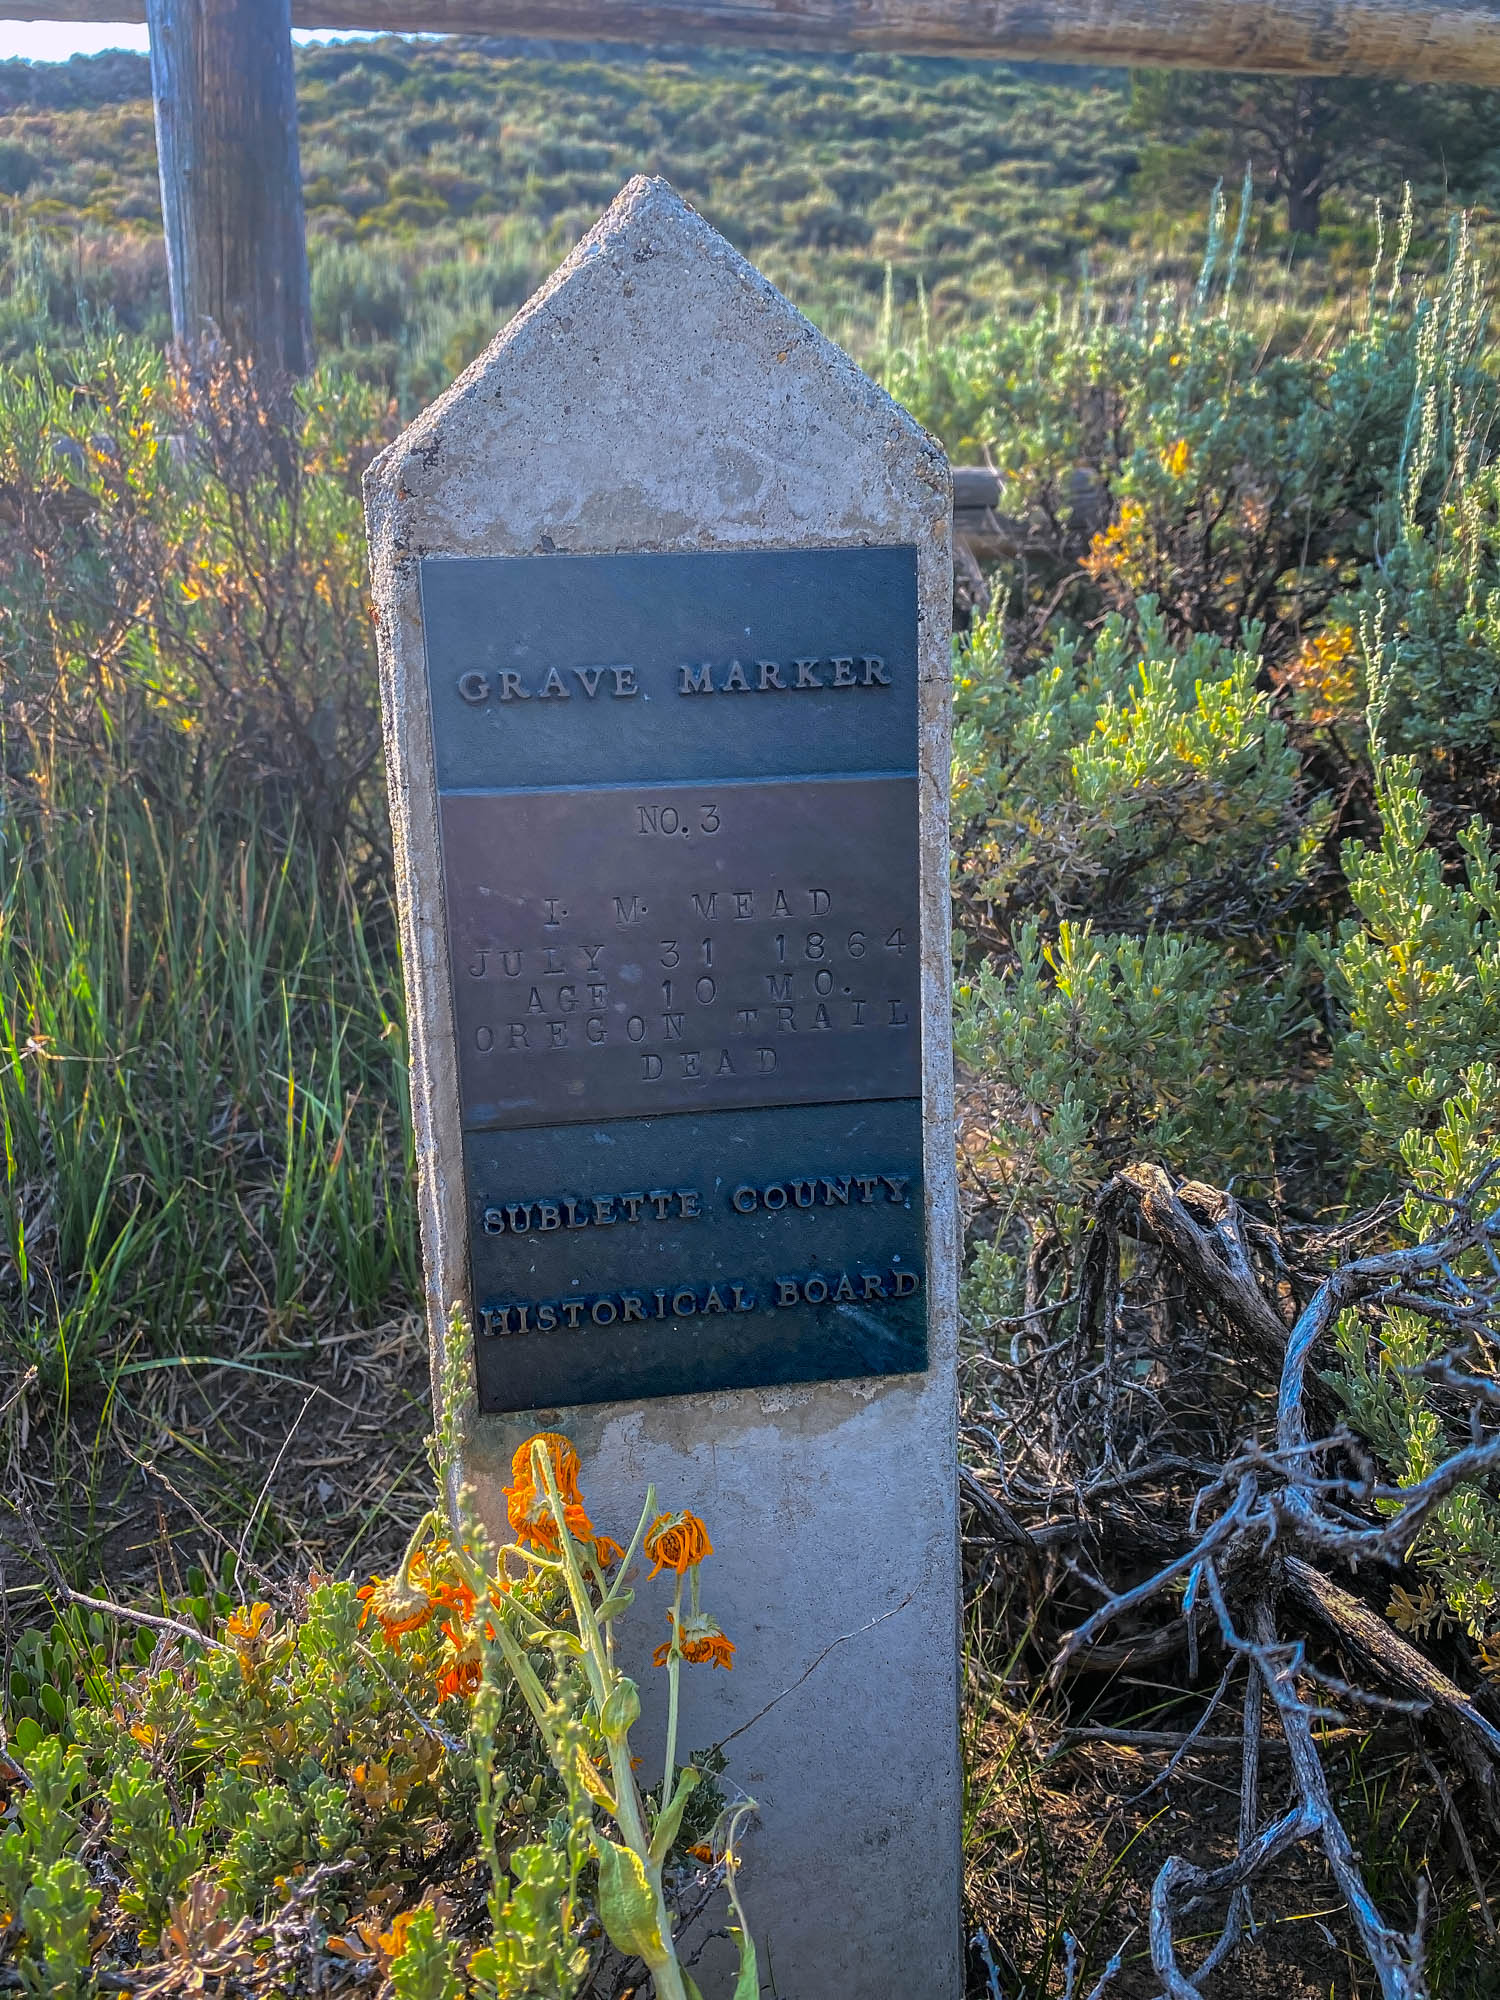 GRAVE MARKER
NO. 3
I. M. MEAD
JULY 31 1864
AGE 10 MO.
OREGON TRAIL
DEAD
SUBLETTE COUNTY
HISTORICAL BOARD